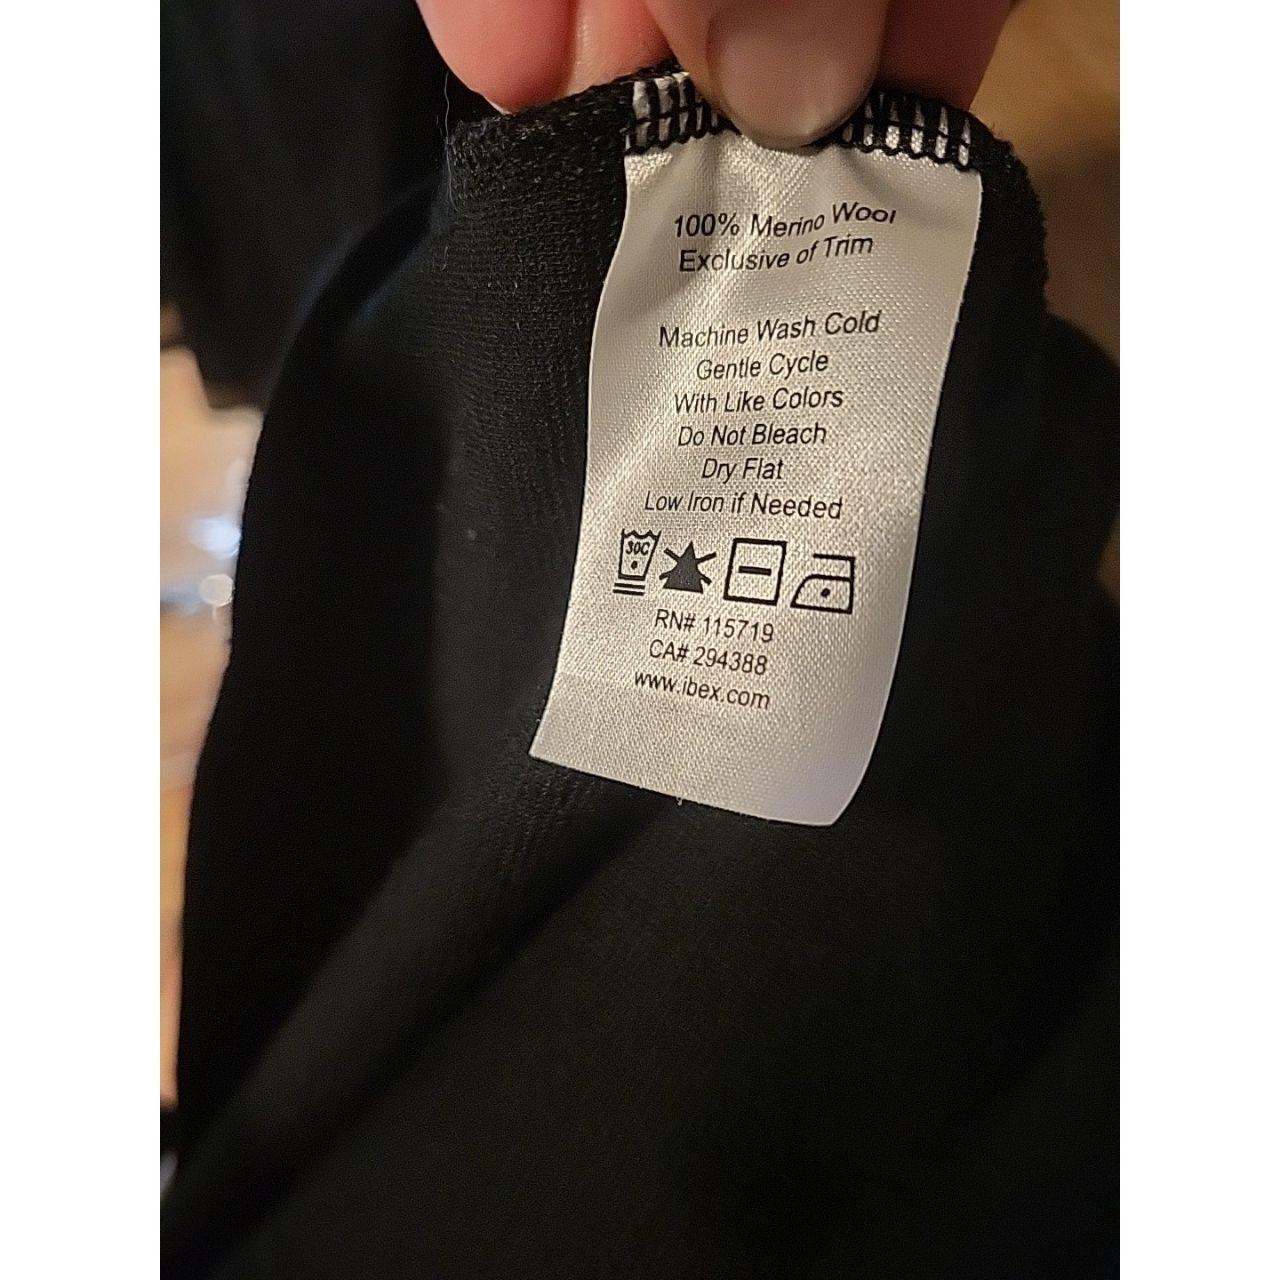 100% Merino Wool
Exclusive of Trim
Machine Wash Cold
Gentle Cycle
With Like Colors
Do Not Bleach
Dry Flat
Low Iron if Needed
30C
RN# 115719
CA# 294388
www.ibex.com